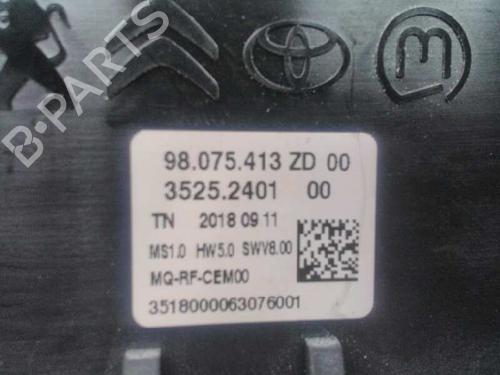 B-PARTS
98.075.413 ZD 00
3525.2401 00
TN 2018 09 11
MS1.0 HW5.0 SWV8.00
MQ-RF-CEM00
3518000063076001